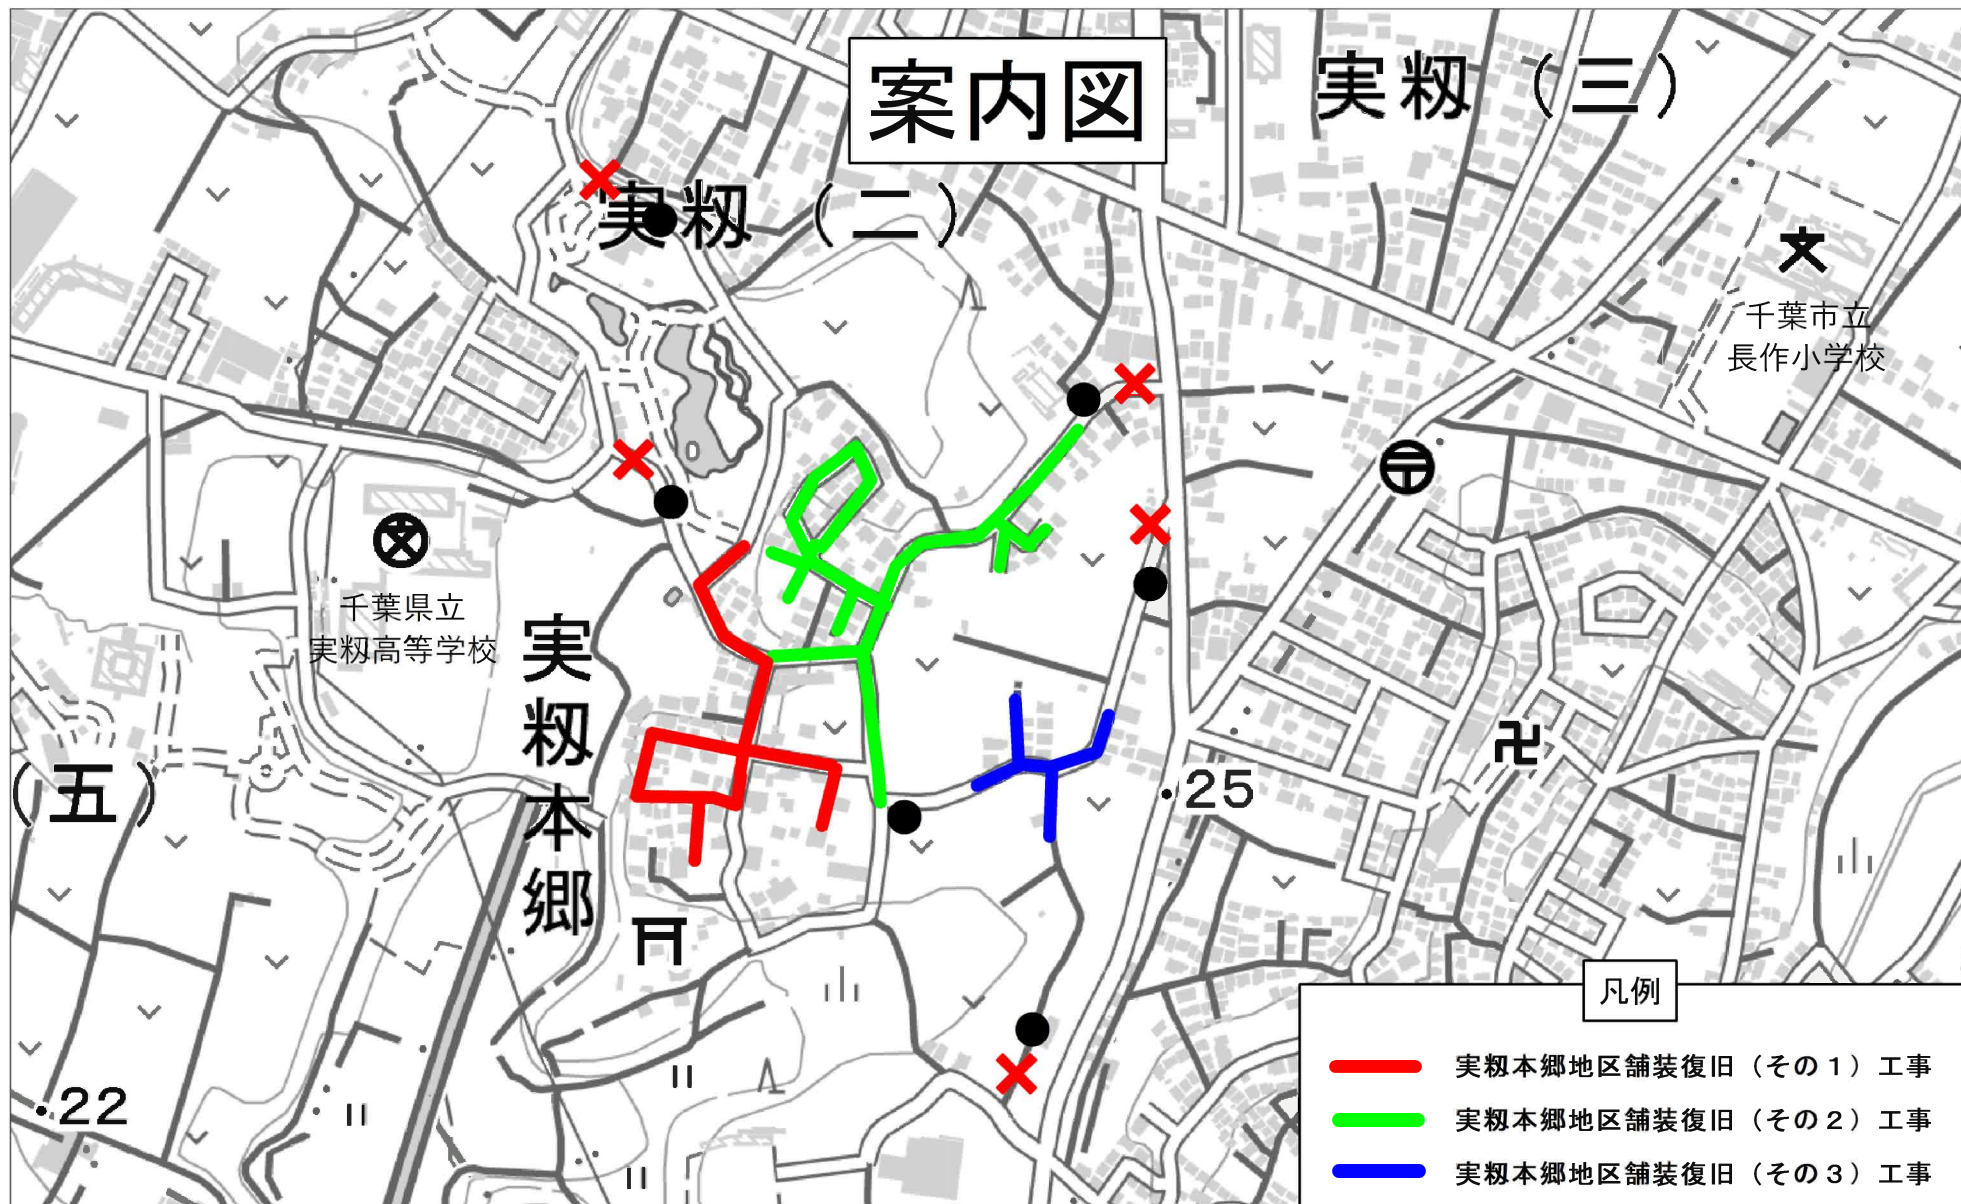 案内図
実籾（三）
実籾（二）
千葉市立
長作小学校
千葉県立
実籾高等学校
実籾本郷
（五）
25
22
凡例
実籾本郷地区舗装復旧（その１）工事
実籾本郷地区舗装復旧（その２）工事
実籾本郷地区舗装復旧（その３）工事